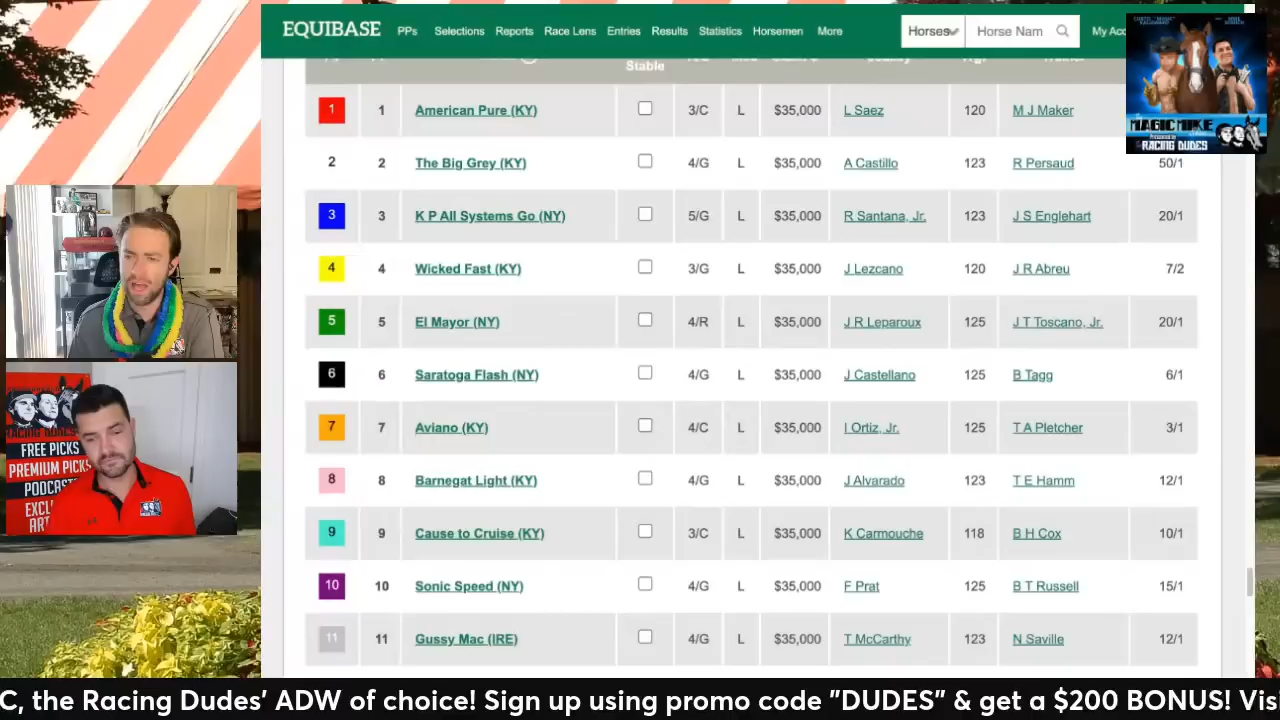 EQUIBASE
PPs Selections Reports Race Lens Entries Results Statistics Horsemen More
Horses Horse Nam My Acc
MAGIC MIKE
RACING DUDES
Stable
1 1 American Pure (KY) 3/C L $35,000 L Saez 120 M J Maker
2 2 The Big Grey (KY) 4/G L $35,000 A Castillo 123 R Persaud 50/1
3 3 K P All Systems Go (NY) 5/G L $35,000 R Santana, Jr. 123 J S Englehart 20/1
4 4 Wicked Fast (KY) 3/G L $35,000 J Lezcano 120 J R Abreu 7/2
5 5 El Mayor (NY) 4/R L $35,000 J R Leparoux 125 J T Toscano, Jr. 20/1
6 6 Saratoga Flash (NY) 4/G L $35,000 J Castellano 125 B Tagg 6/1
7 7 Aviano (KY) 4/C L $35,000 I Ortiz, Jr. 125 T A Pletcher 3/1
8 8 Barnegat Light (KY) 4/G L $35,000 J Alvarado 123 T E Hamm 12/1
9 9 Cause to Cruise (KY) 3/C L $35,000 K Carmouche 118 B H Cox 10/1
10 10 Sonic Speed (NY) 4/G L $35,000 F Prat 125 B T Russell 15/1
11 11 Gussy Mac (IRE) 4/G L $35,000 T McCarthy 123 N Saville 12/1
RACING DUDES
FREE PICKS
PREMIUM PICKS
PODCAS
EXCL
ART
C, the Racing Dudes' ADW of choice! Sign up using promo code "DUDES" & get a $200 BONUS! Visi